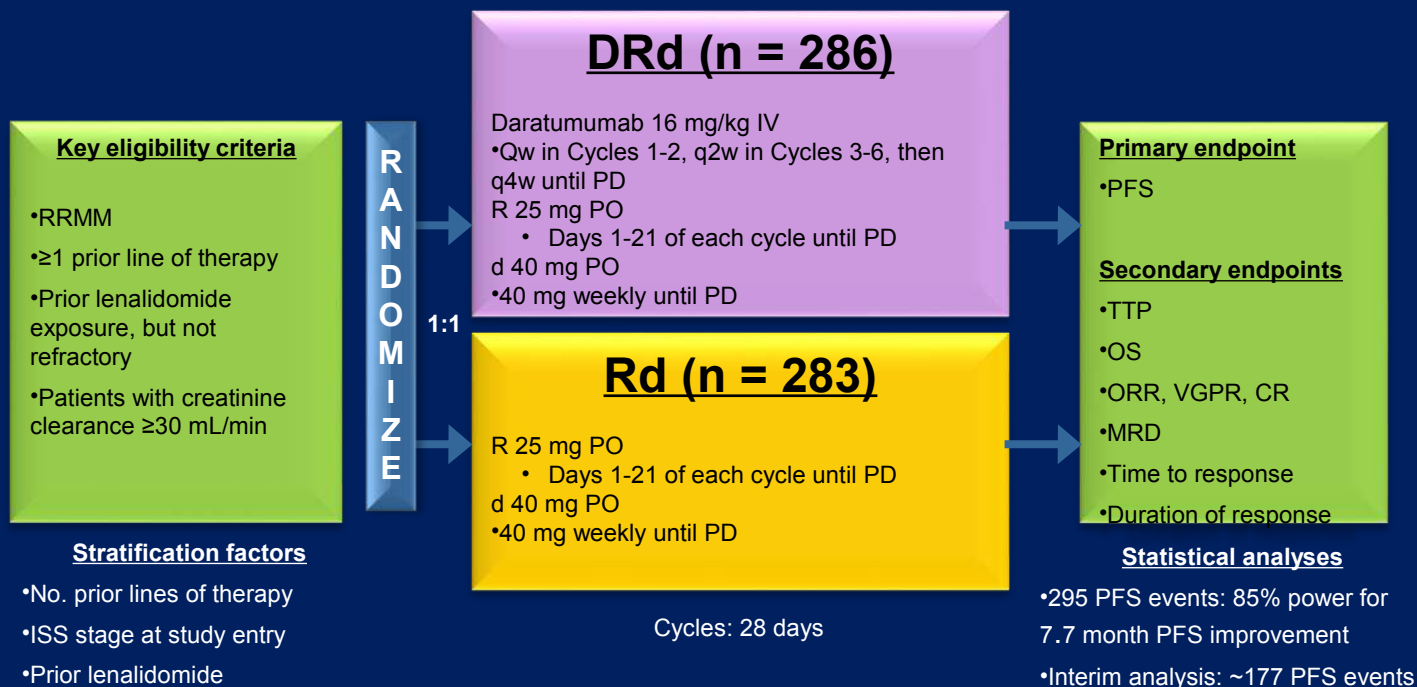 Key eligibility criteria
•RRMM
•≥1 prior line of therapy
•Prior lenalidomide
exposure, but not
refractory
•Patients with creatinine
clearance ≥30 mL/min
Stratification factors
•No. prior lines of therapy
•ISS stage at study entry
•Prior lenalidomide
R
A
N
D
O
M
I
Z
E
1:1
DRd (n = 286)
Daratumumab 16 mg/kg IV
•Qw in Cycles 1-2, q2w in Cycles 3-6, then
q4w until PD
R 25 mg PO
• Days 1-21 of each cycle until PD
d 40 mg PO
•40 mg weekly until PD
Rd (n = 283)
R 25 mg PO
• Days 1-21 of each cycle until PD
d 40 mg PO
•40 mg weekly until PD
Cycles: 28 days
Primary endpoint
•PFS
Secondary endpoints
•TTP
•OS
•ORR, VGPR, CR
•MRD
•Time to response
•Duration of response
Statistical analyses
•295 PFS events: 85% power for
7.7 month PFS improvement
•Interim analysis: ~177 PFS events